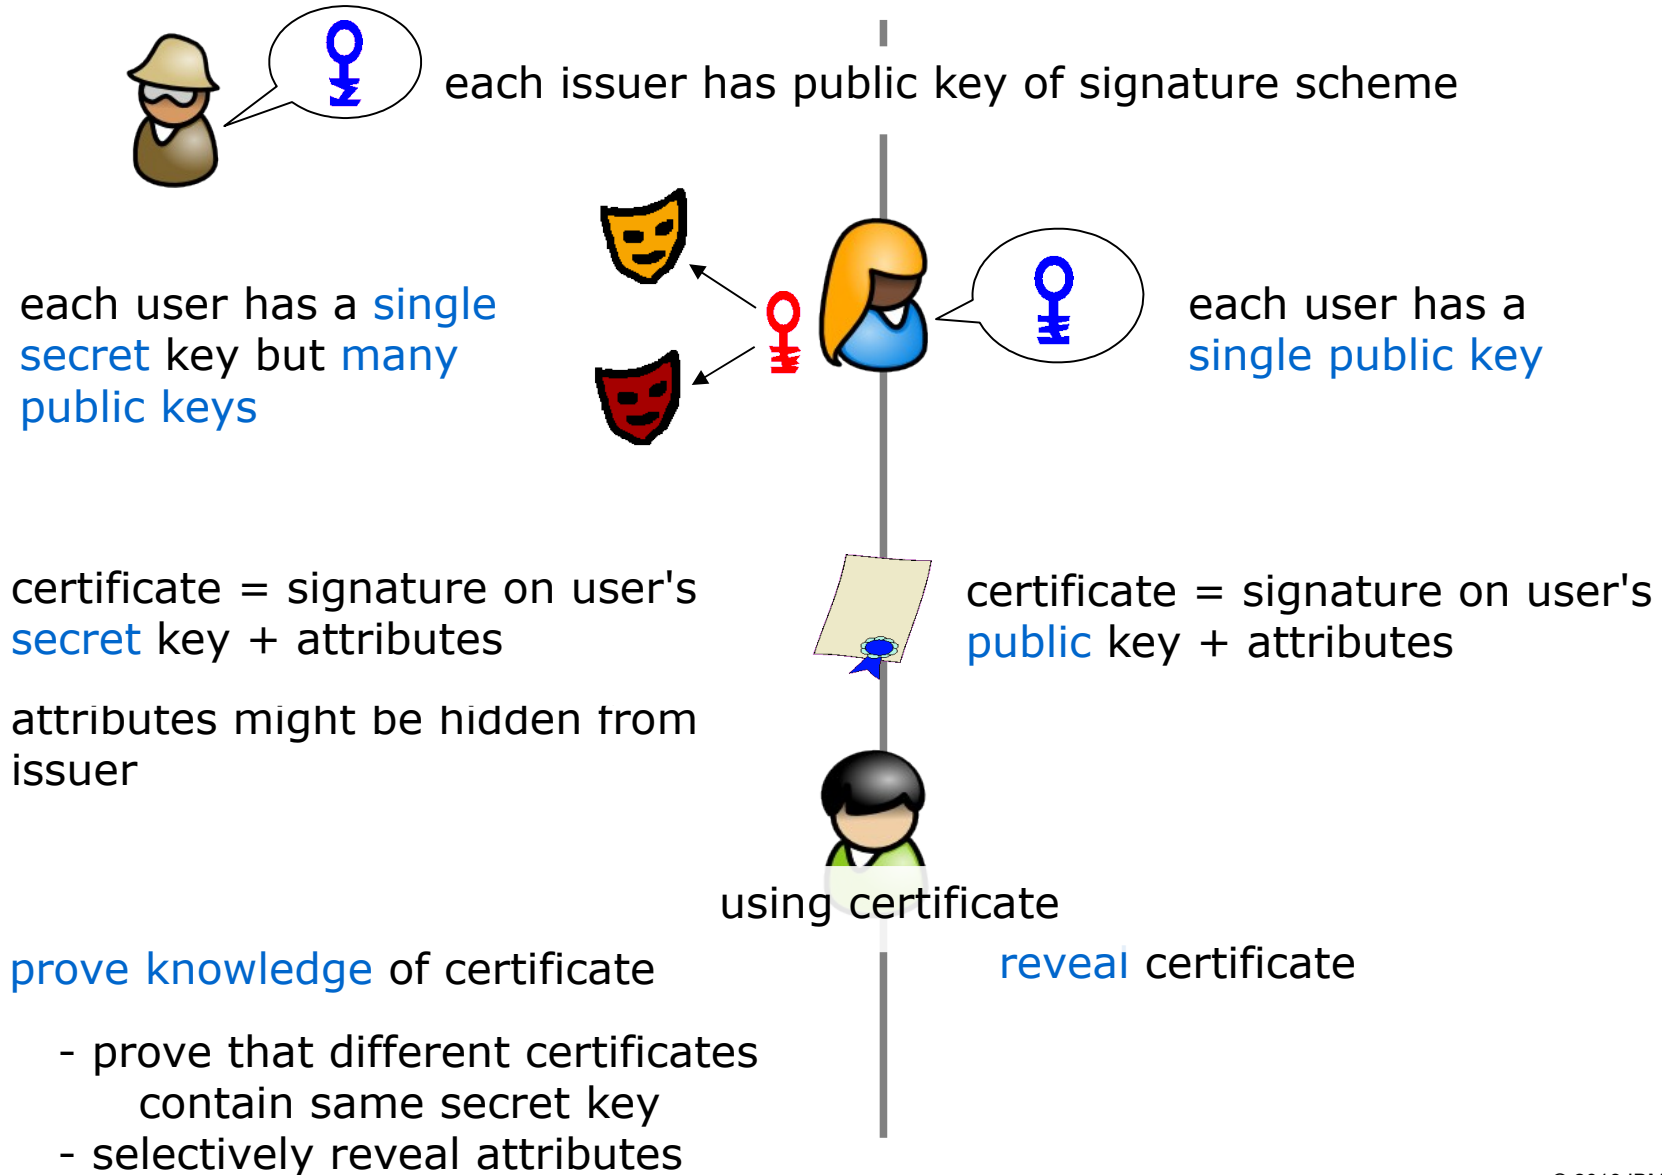 each issuer has public key of signature scheme
each user has a single
secret key but many
public keys
each user has a
single public key
certificate = signature on user's
secret key + attributes
certificate = signature on user's
public key + attributes
attributes might be hidden from
issuer
using certificate
prove knowledge of certificate
reveal certificate
- prove that different certificates
contain same secret key
- selectively reveal attributes